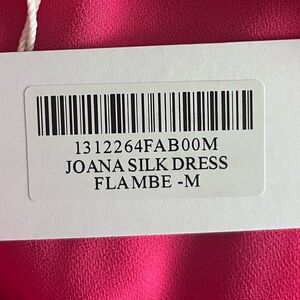 1312264FAB00M
JOANA SILK DRESS
FLAMBE -M